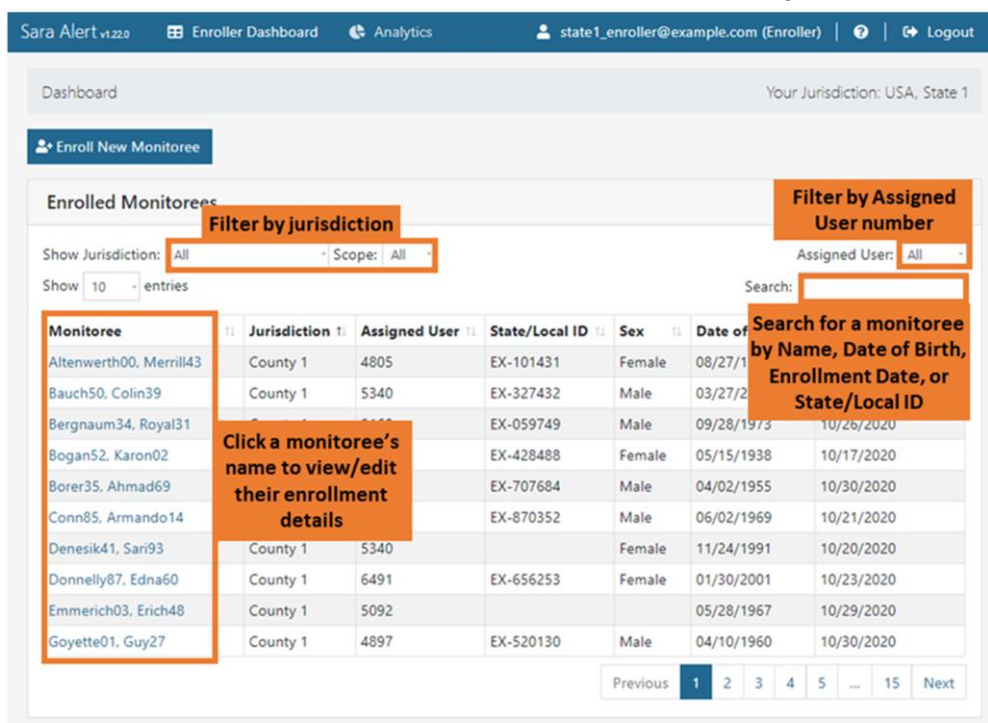 Sara Alert v1.22.0 Enroller Dashboard Analytics state1_enroller@example.com (Enroller) | ? | Logout
Dashboard Your Jurisdiction: USA, State 1
Enroll New Monitoree
Enrolled Monitorees
Filter by jurisdiction
Filter by Assigned
User number
Show Jurisdiction: All Scope: All Assigned User: All
Show 10 entries Search:
Search for a monitoree
by Name, Date of Birth,
Enrollment Date, or
State/Local ID
Monitoree Jurisdiction Assigned User State/Local ID Sex Date of
Altenwerth00, Merrill43 County 1 4805 EX-101431 Female 08/27/1
Bauch50, Colin39 County 1 5340 EX-327432 Male 03/27/2
Bergnaum34, Royal31 EX-059749 Male 09/28/1973 10/26/2020
Click a monitoree's
name to view/edit
their enrollment
details
Bogan52, Karon02 EX-428488 Female 05/15/1938 10/17/2020
Borer35, Ahmad69 EX-707684 Male 04/02/1955 10/30/2020
Conn85, Armando14 EX-870352 Male 06/02/1969 10/21/2020
Denesik41, Sari93 County 1 5340 Female 11/24/1991 10/20/2020
Donnelly87, Edna60 County 1 6491 EX-656253 Female 01/30/2001 10/23/2020
Emmerich03, Erich48 County 1 5092 05/28/1967 10/29/2020
Goyette01, Guy27 County 1 4897 EX-520130 Male 04/10/1960 10/30/2020
Previous 1 2 3 4 5 ... 15 Next